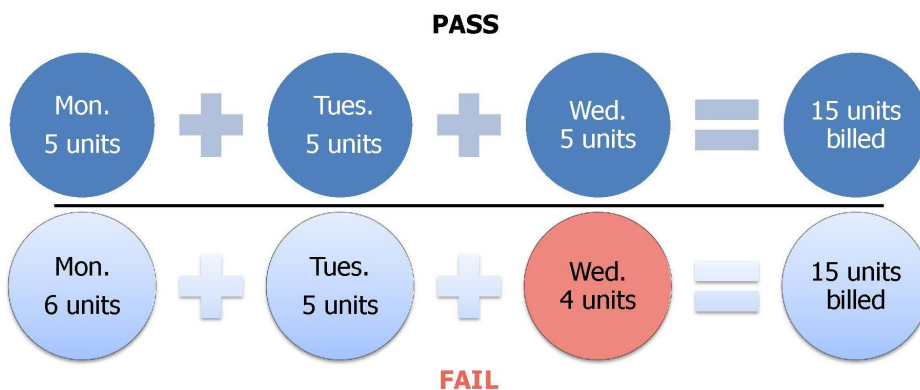 PASS
Mon.
5 units
Tues.
5 units
Wed.
5 units
15 units
billed
Mon.
6 units
Tues.
5 units
Wed.
4 units
15 units
billed
FAIL